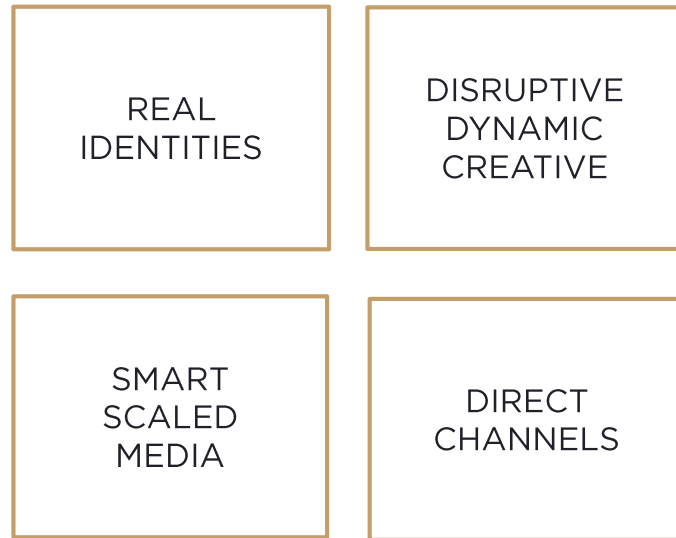 REAL
IDENTITIES
DISRUPTIVE
DYNAMIC
CREATIVE
SMART
SCALED
MEDIA
DIRECT
CHANNELS